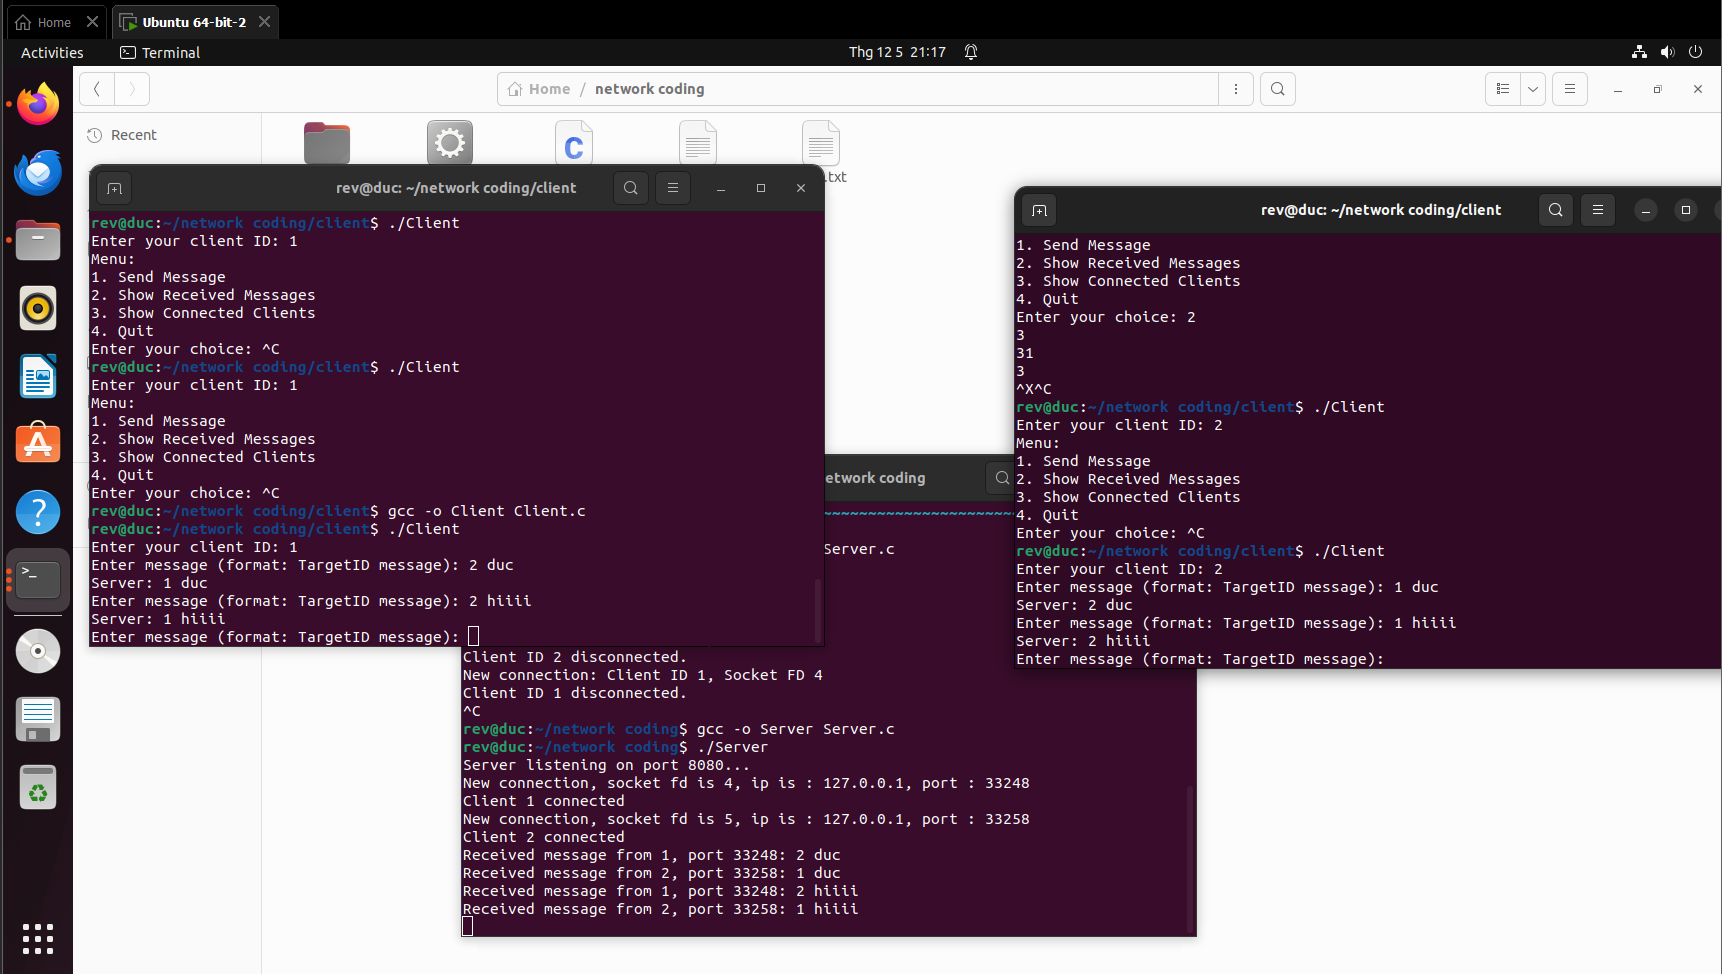 Home
Ubuntu 64-bit-2
Activities
Terminal
Thg 12 5 21:17
Home / network coding
Recent
.txt
rev@duc: ~/network coding/client
rev@duc:~/network coding/client$ ./Client
Enter your client ID: 1
Menu:
1. Send Message
2. Show Received Messages
3. Show Connected Clients
4. Quit
Enter your choice: ^C
rev@duc:~/network coding/client$ ./Client
Enter your client ID: 1
Menu:
1. Send Message
2. Show Received Messages
3. Show Connected Clients
4. Quit
Enter your choice: ^C
rev@duc:~/network coding/client$ gcc -o Client Client.c
rev@duc:~/network coding/client$ ./Client
Enter your client ID: 1
Enter message (format: TargetID message): 2 duc
Server: 1 duc
Enter message (format: TargetID message): 2 hiiii
Server: 1 hiiii
Enter message (format: TargetID message):
rev@duc: ~/network coding/client
1. Send Message
2. Show Received Messages
3. Show Connected Clients
4. Quit
Enter your choice: 2
3
31
3
^X^C
rev@duc:~/network coding/client$ ./Client
Enter your client ID: 2
Menu:
1. Send Message
2. Show Received Messages
3. Show Connected Clients
4. Quit
Enter your choice: ^C
rev@duc:~/network coding/client$ ./Client
Enter your client ID: 2
Enter message (format: TargetID message): 1 duc
Server: 2 duc
Enter message (format: TargetID message): 1 hiiii
Server: 2 hiiii
Enter message (format: TargetID message):
etwork coding
~~~~~~~~~~~~~~~~~~~~~
Server.c
Client ID 2 disconnected.
New connection: Client ID 1, Socket FD 4
Client ID 1 disconnected.
^C
rev@duc:~/network coding$ gcc -o Server Server.c
rev@duc:~/network coding$ ./Server
Server listening on port 8080...
New connection, socket fd is 4, ip is : 127.0.0.1, port : 33248
Client 1 connected
New connection, socket fd is 5, ip is : 127.0.0.1, port : 33258
Client 2 connected
Received message from 1, port 33248: 2 duc
Received message from 2, port 33258: 1 duc
Received message from 1, port 33248: 2 hiiii
Received message from 2, port 33258: 1 hiiii